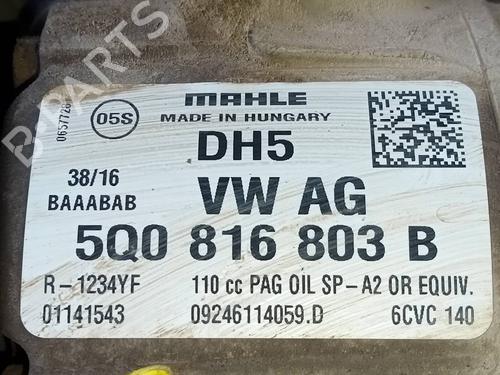 B-PARTS
MAHLE
MADE IN HUNGARY
05S
DH5
38/16
BAAABAB
VW AG
5Q0 816 803 B
R-1234YF
110 cc PAG OIL SP-A2 OR EQUIV.
01141543
09246114059.D
6CVC 140